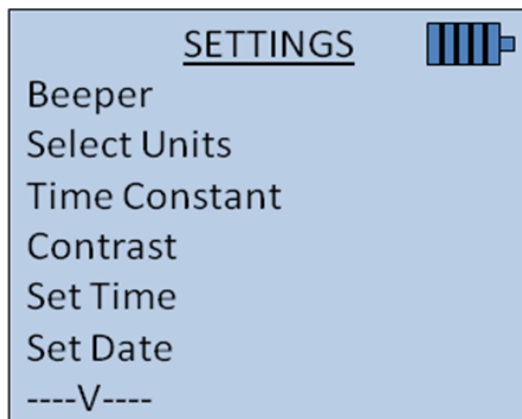 SETTINGS
Beeper
Select Units
Time Constant
Contrast
Set Time
Set Date
----V----